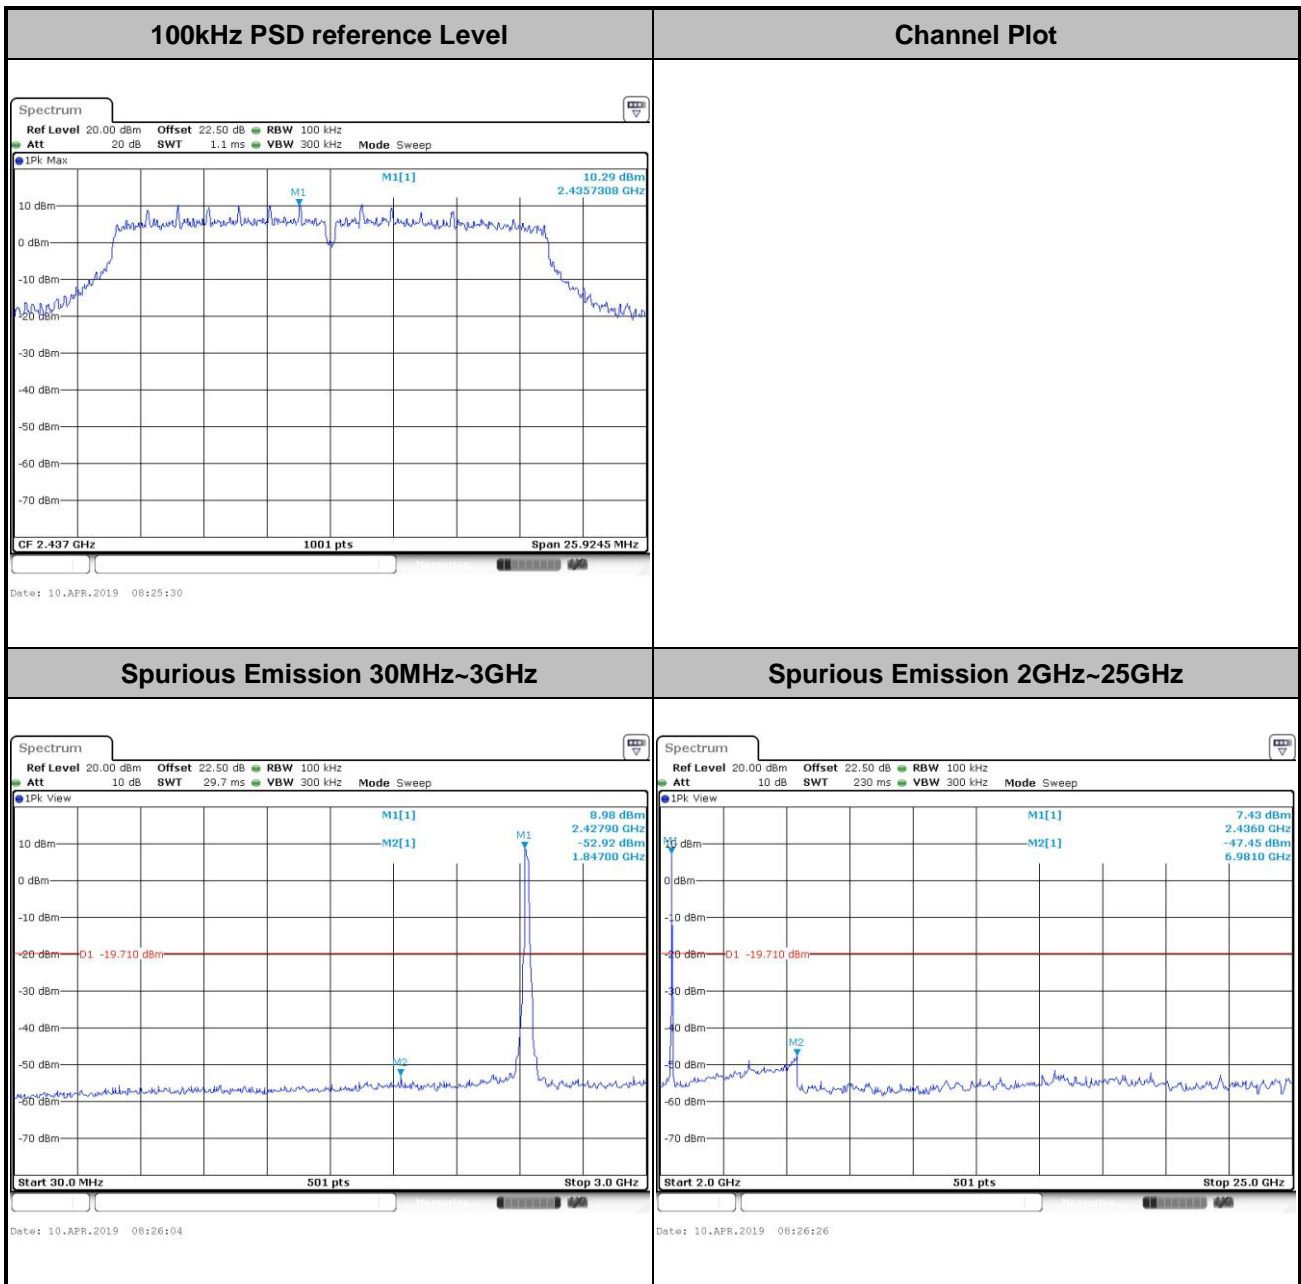 100kHz PSD reference Level
Channel Plot
Spectrum
Ref Level 20.00 dBm Offset 22.50 dB RBW 100 kHz
Att 20 dB SWT 1.1 ms VBW 300 kHz Mode Sweep
1Pk Max
M1[1] 10.29 dBm
2.4357308 GHz
M1
10 dBm
0 dBm
-10 dBm
-20 dBm
-30 dBm
-40 dBm
-50 dBm
-60 dBm
-70 dBm
CF 2.437 GHz 1001 pts Span 25.9245 MHz
Date: 10.APR.2019 08:25:30
Spurious Emission 30MHz~3GHz
Spurious Emission 2GHz~25GHz
Spectrum
Ref Level 20.00 dBm Offset 22.50 dB RBW 100 kHz
Att 10 dB SWT 29.7 ms VBW 300 kHz Mode Sweep
1Pk View
M1[1] 8.98 dBm
2.42790 GHz
M2[1] -52.92 dBm
1.84700 GHz
M1
10 dBm
0 dBm
-10 dBm
-20 dBm D1 -19.710 dBm
-30 dBm
-40 dBm
-50 dBm
M2
-60 dBm
-70 dBm
Start 30.0 MHz 501 pts Stop 3.0 GHz
Date: 10.APR.2019 08:26:04
Spectrum
Ref Level 20.00 dBm Offset 22.50 dB RBW 100 kHz
Att 10 dB SWT 230 ms VBW 300 kHz Mode Sweep
1Pk View
M1[1] 7.43 dBm
2.4360 GHz
M2[1] -47.45 dBm
6.9810 GHz
M1
10 dBm
0 dBm
-10 dBm
-20 dBm D1 -19.710 dBm
-30 dBm
-40 dBm
M2
-50 dBm
-60 dBm
-70 dBm
Start 2.0 GHz 501 pts Stop 25.0 GHz
Date: 10.APR.2019 08:26:26